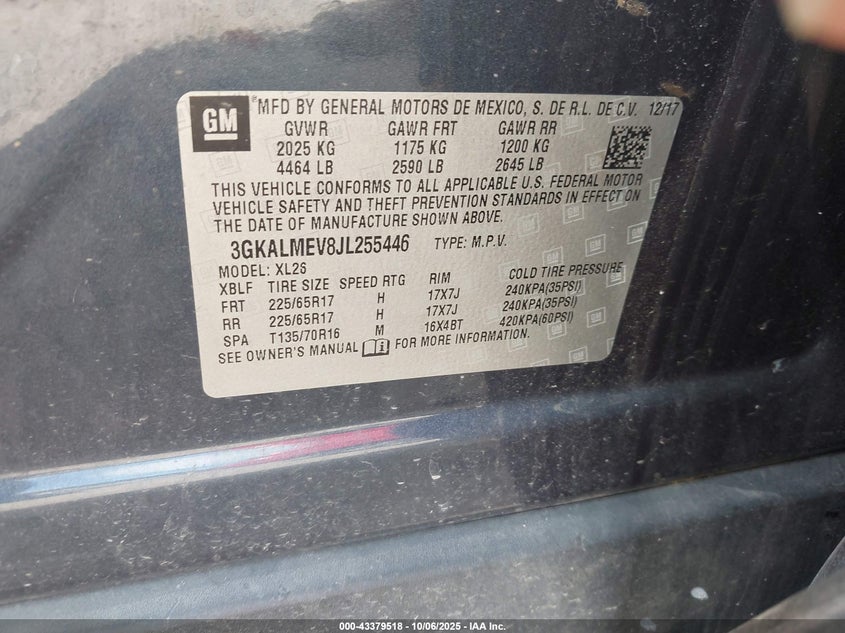 GM ® MFD BY GENERAL MOTORS DE MEXICO, S. DE R.L. DE C.V. 12/17
GVWR GAWR FRT GAWR RR
2025 KG 1175 KG 1200 KG
4464 LB 2590 LB 2645 LB
THIS VEHICLE CONFORMS TO ALL APPLICABLE U.S. FEDERAL MOTOR
VEHICLE SAFETY AND THEFT PREVENTION STANDARDS IN EFFECT ON
THE DATE OF MANUFACTURE SHOWN ABOVE.
3GKALMEV8JL255446 TYPE: M.P.V.
MODEL: XL26
XBLF TIRE SIZE SPEED RTG RIM COLD TIRE PRESSURE
FRT 225/65R17 H 17X7J 240KPA(35PSI)
RR 225/65R17 H 17X7J 240KPA(35PSI)
SPA T135/70R16 M 16X4BT 420KPA(60PSI)
SEE OWNER'S MANUAL FOR MORE INFORMATION.
000-43379518 - 10/06/2025 - IAA Inc.